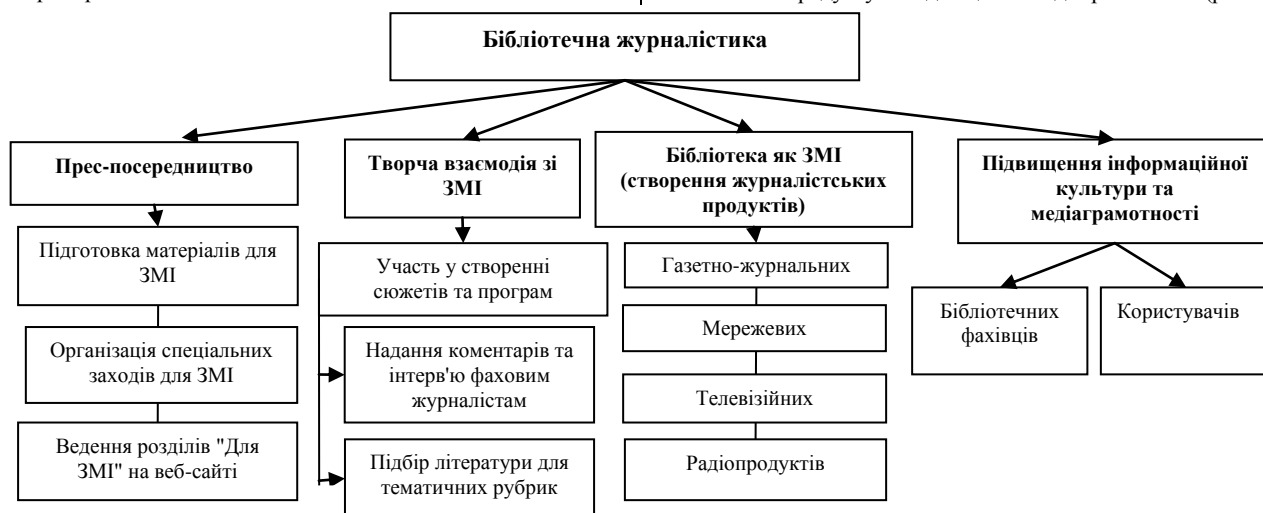 Бібліотечна журналістика
Прес-посередництво
Творча взаємодія зі
ЗМІ
Бібліотека як ЗМІ
(створення журналістських
продуктів)
Підвищення інформаційної
культури та
медіаграмотності
Підготовка матеріалів для
ЗМІ
Організація спеціальних
заходів для ЗМІ
Ведення розділів "Для
ЗМІ" на веб-сайті
Участь у створенні
сюжетів та програм
Надання коментарів та
інтерв'ю фаховим
журналістам
Підбір літератури для
тематичних рубрик
Газетно-журнальних
Мережевих
Телевізійних
Радіопродуктів
Бібліотечних
фахівців
Користувачів